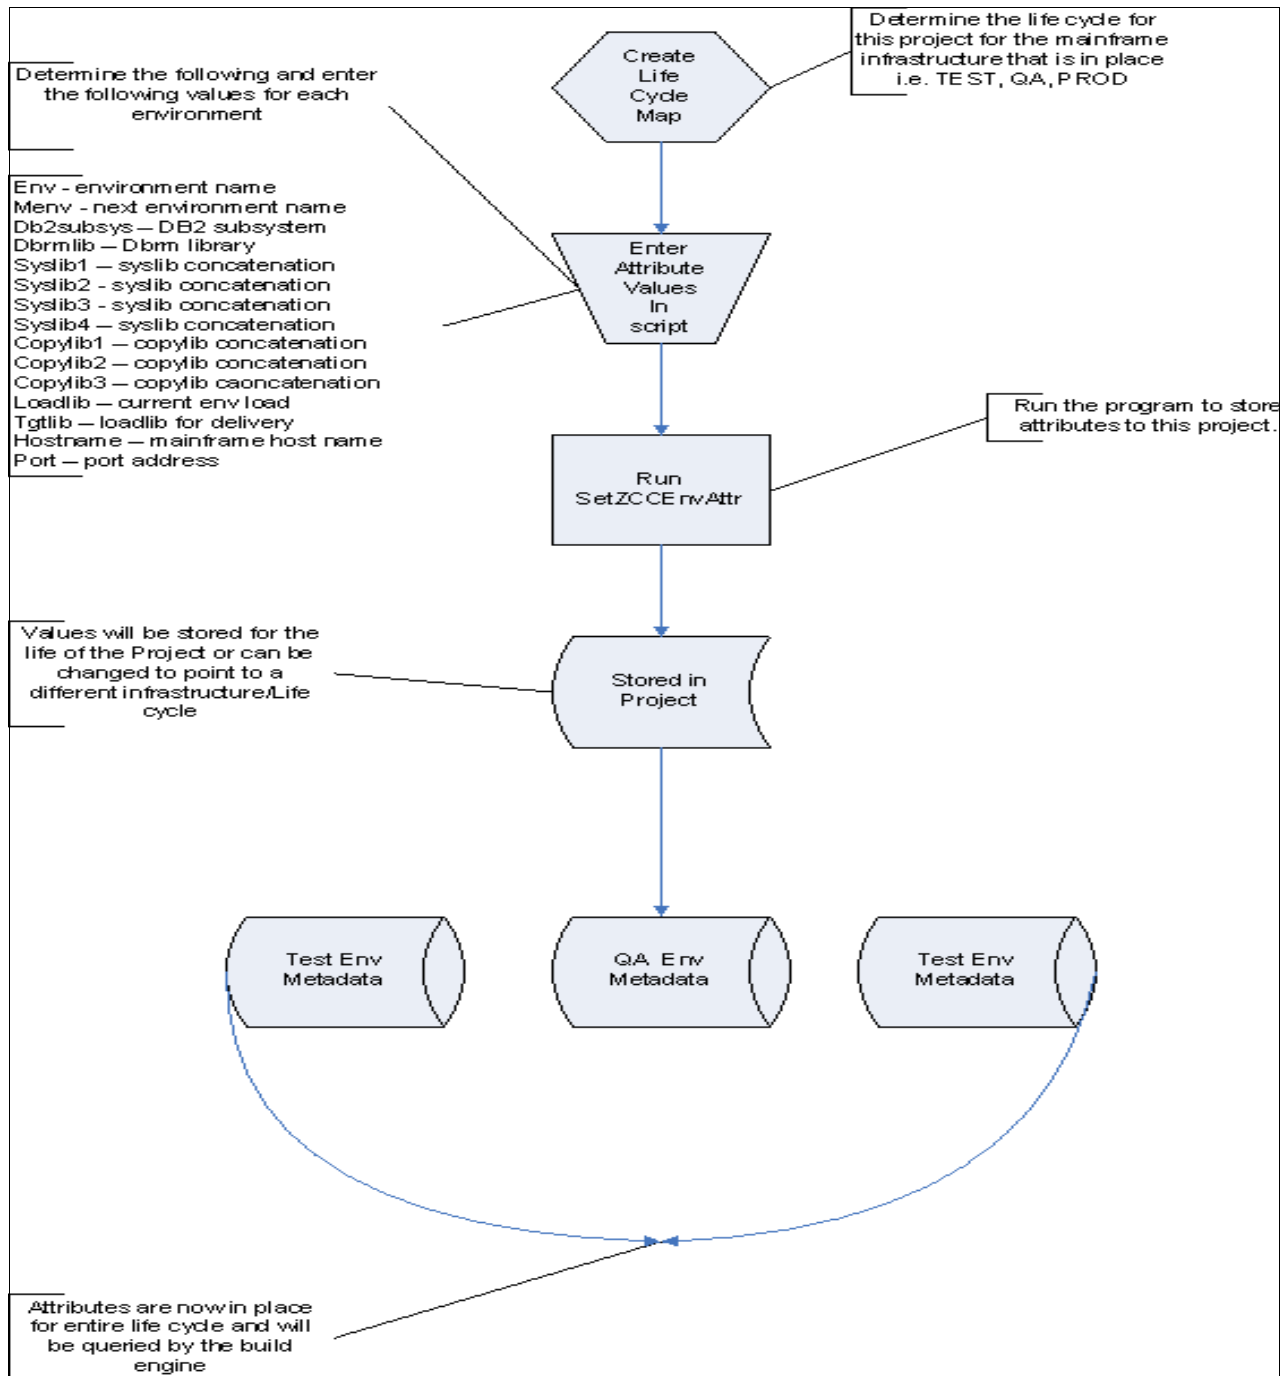 Determine the life cycle for
this project for the mainframe
infrastructure that is in place
i.e. TEST, QA, PROD
Create
Life
Cycle
Map
Determine the following and enter
the following values for each
environment
Env - environment name
Menv - next environment name
Db2subsys – DB2 subsystem
Dbrmlib – Dbrm library
Syslib1 – syslib concatenation
Syslib2 - syslib concatenation
Syslib3 - syslib concatenation
Syslib4 – syslib concatenation
Copylib1 – copylib concatenation
Copylib2 – copylib concatenation
Copylib3 – copylib caoncatenation
Loadlib – current env load
Tgtlib – loadlib for delivery
Hostname – mainframe host name
Port – port address
Enter
Attribute
Values
In
script
Run the program to store
attributes to this project.
Run
SetZCCEnvAttr
Values will be stored for the
life of the Project or can be
changed to point to a
different infrastructure/Life
cycle
Stored in
Project
Test Env
Metadata
QA Env
Metadata
Test Env
Metadata
Attributes are now in place
for entire life cycle and will
be queried by the build
engine